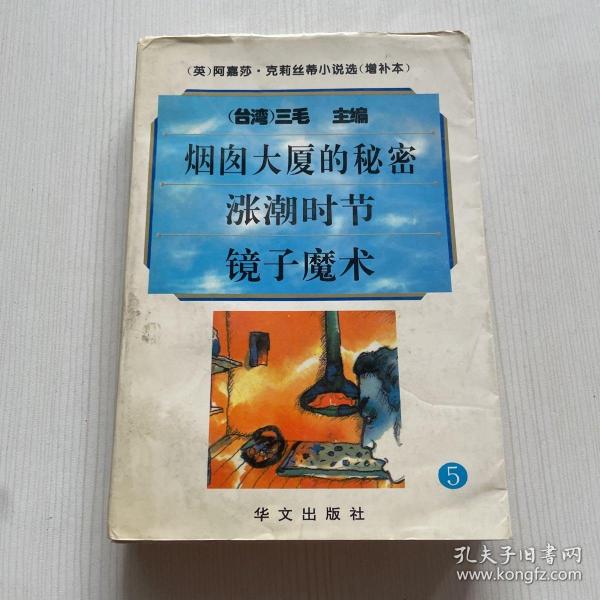 (英)阿嘉莎·克莉丝蒂小说选(增补本)
(台湾)三毛 主编
烟囱大厦的秘密
涨潮时节
镜子魔术
5
华文出版社
孔夫子旧书网
www.kongfz.com